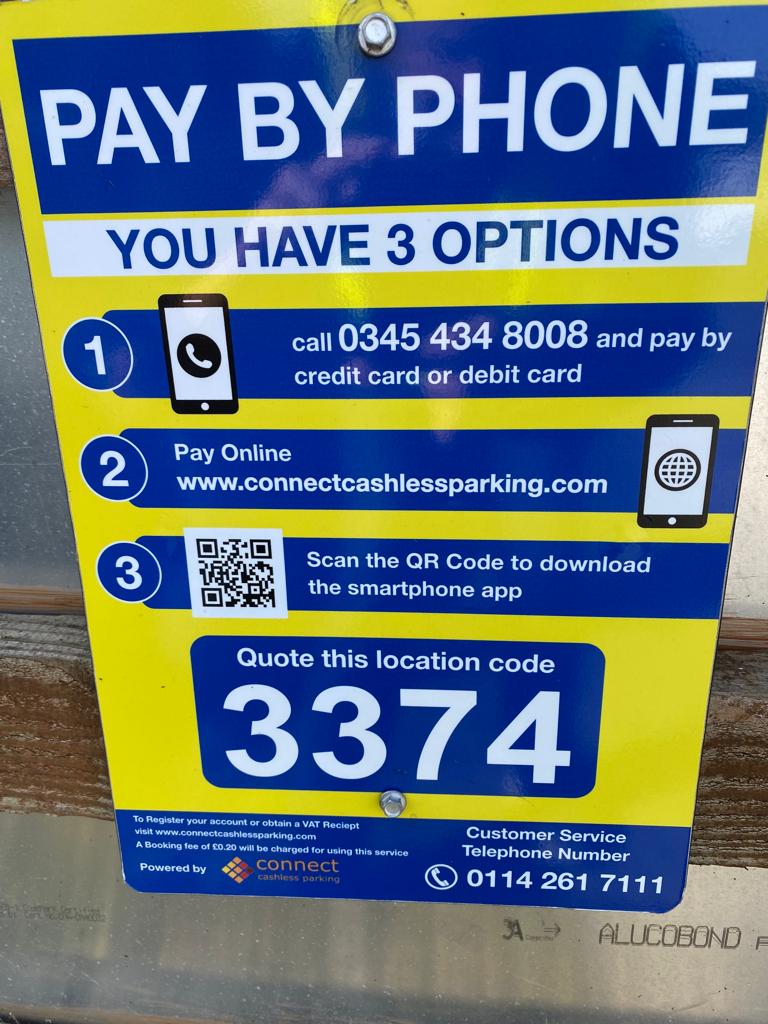 PAY BY PHONE
YOU HAVE 3 OPTIONS
1
call 0345 434 8008 and pay by
credit card or debit card
2
Pay Online
www.connectcashlessparking.com
3
Scan the QR Code to download
the smartphone app
Quote this location code
3374
To Register your account or obtain a VAT Reciept
visit www.connectcashlessparking.com
A Booking fee of £0.20 will be charged for using this service
Powered by connect
cashless parking
Customer Service
Telephone Number
0114 261 7111
3A
ALUCOBOND